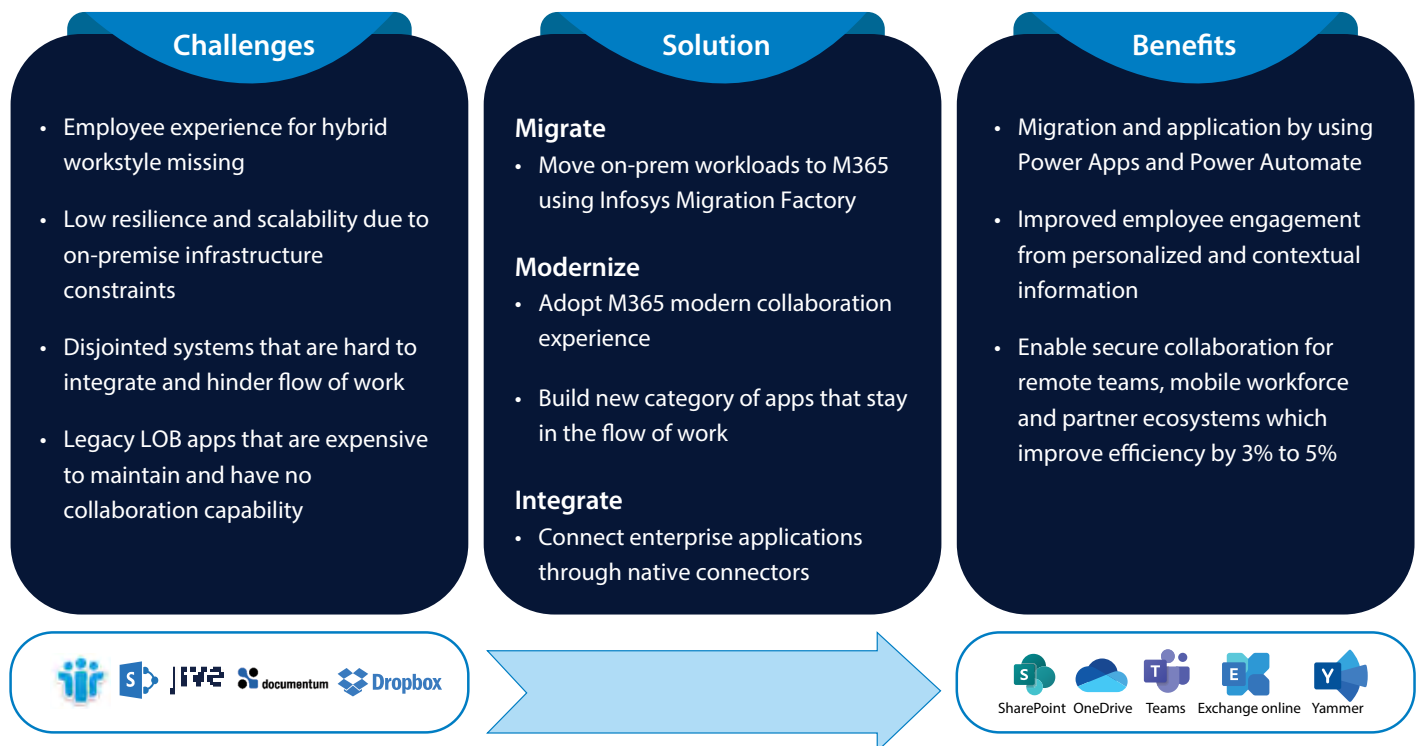 Challenges
• Employee experience for hybrid
workstyle missing
• Low resilience and scalability due to
on-premise infrastructure
constraints
• Disjointed systems that are hard to
integrate and hinder flow of work
• Legacy LOB apps that are expensive
to maintain and have no
collaboration capability
Solution
Migrate
• Move on-prem workloads to M365
using Infosys Migration Factory
Modernize
• Adopt M365 modern collaboration
experience
• Build new category of apps that stay
in the flow of work
Integrate
• Connect enterprise applications
through native connectors
Benefits
• Migration and application by using
Power Apps and Power Automate
• Improved employee engagement
from personalized and contextual
information
• Enable secure collaboration for
remote teams, mobile workforce
and partner ecosystems which
improve efficiency by 3% to 5%
S jive documentum Dropbox
S T E Y
SharePoint OneDrive Teams Exchange online Yammer